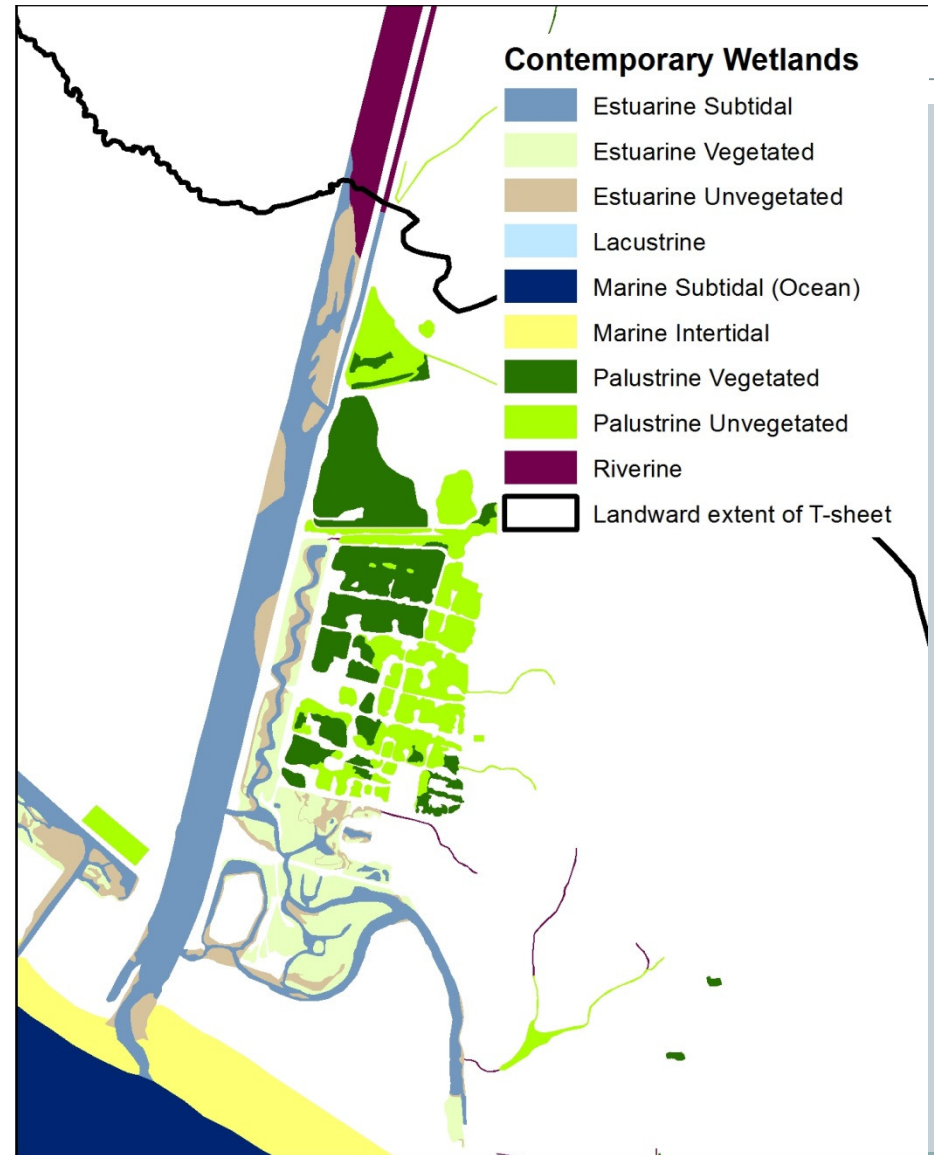 Contemporary Wetlands
Estuarine Subtidal
Estuarine Vegetated
Estuarine Unvegetated
Lacustrine
Marine Subtidal (Ocean)
Marine Intertidal
Palustrine Vegetated
Palustrine Unvegetated
Riverine
Landward extent of T-sheet